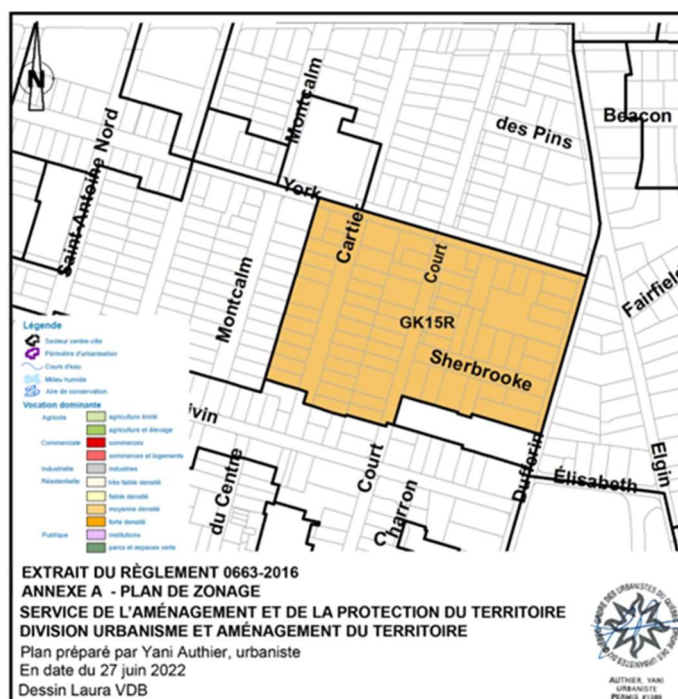 N
Saint-Antoine Nord
Montcalm
des Pins
Beacon
York
Cartier
Court
Montcalm
Fairfield
GK15R
Sherbrooke
du Centre
Court
Charron
Dufferin
Élisabeth
Elgin
Légende
Secteur centre-ville
Périmètre d'urbanisation
Cours d'eau
Milieu humide
Aire de conservation
Vocation dominante
Agricole
agriculture limité
agriculture et élevage
Commerciale
commerces
commerces et logements
Industrielle
industries
Résidentielle
très faible densité
faible densité
moyenne densité
forte densité
Publique
institutions
parcs et espaces verts
EXTRAIT DU RÈGLEMENT 0663-2016
ANNEXE A - PLAN DE ZONAGE
SERVICE DE L'AMÉNAGEMENT ET DE LA PROTECTION DU TERRITOIRE
DIVISION URBANISME ET AMÉNAGEMENT DU TERRITOIRE
Plan préparé par Yani Authier, urbaniste
En date du 27 juin 2022
Dessin Laura VDB
AUTHIER, YANI
URBANISTE